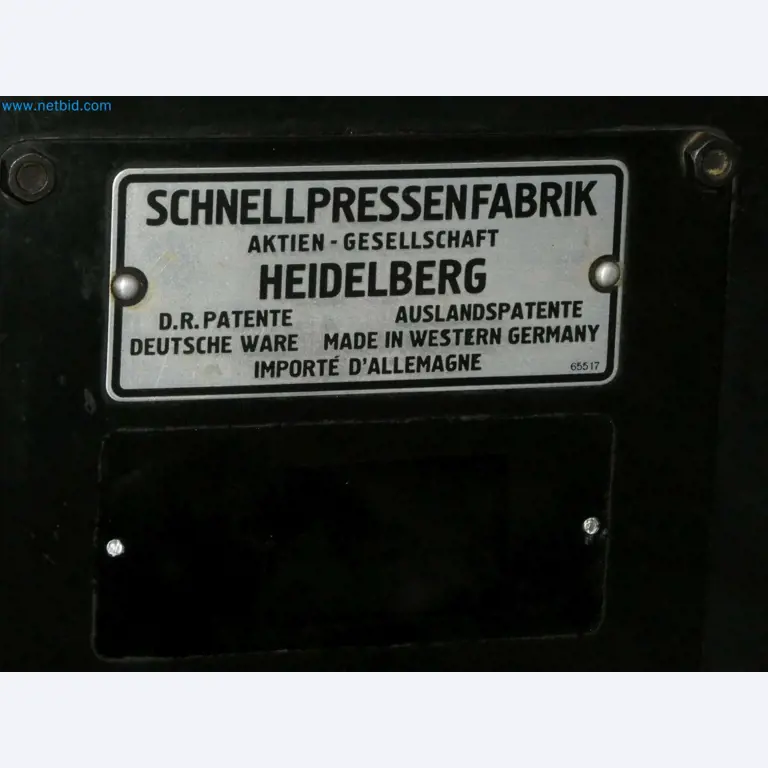 www.netbid.com
SCHNELLPRESSENFABRIK
AKTIEN - GESELLSCHAFT
HEIDELBERG
D.R. PATENTE AUSLANDSPATENTE
DEUTSCHE WARE MADE IN WESTERN GERMANY
IMPORTÉ D'ALLEMAGNE 65517